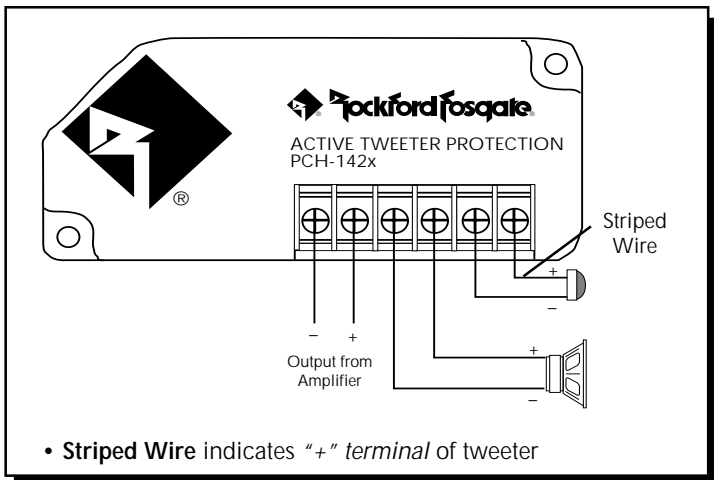 Rockford Fosgate®
ACTIVE TWEETER PROTECTION
PCH-142x
®
Striped
Wire
+
−
− +
Output from
Amplifier
+
−
• Striped Wire indicates "+" terminal of tweeter